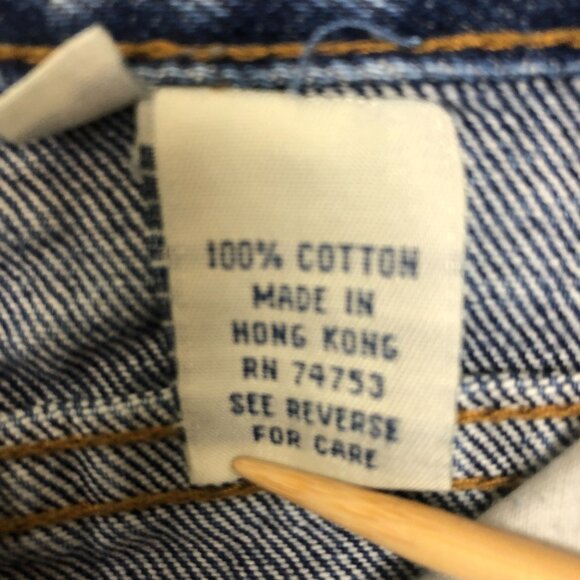 100% COTTON
MADE IN
HONG KONG
RN 74753
SEE REVERSE
FOR CARE